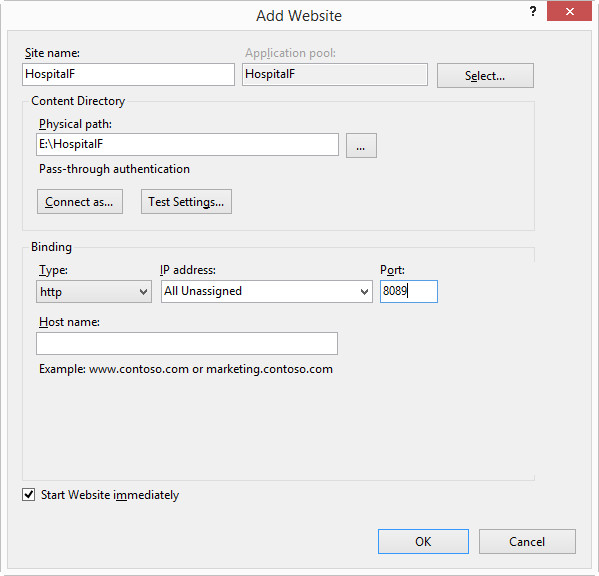 Add Website
?
Site name:
Application pool:
HospitalF
HospitalF
Select...
Content Directory
Physical path:
E:\HospitalF
...
Pass-through authentication
Connect as...
Test Settings...
Binding
Type:
IP address:
Port:
http
All Unassigned
8089
Host name:
Example: www.contoso.com or marketing.contoso.com
Start Website immediately
OK
Cancel